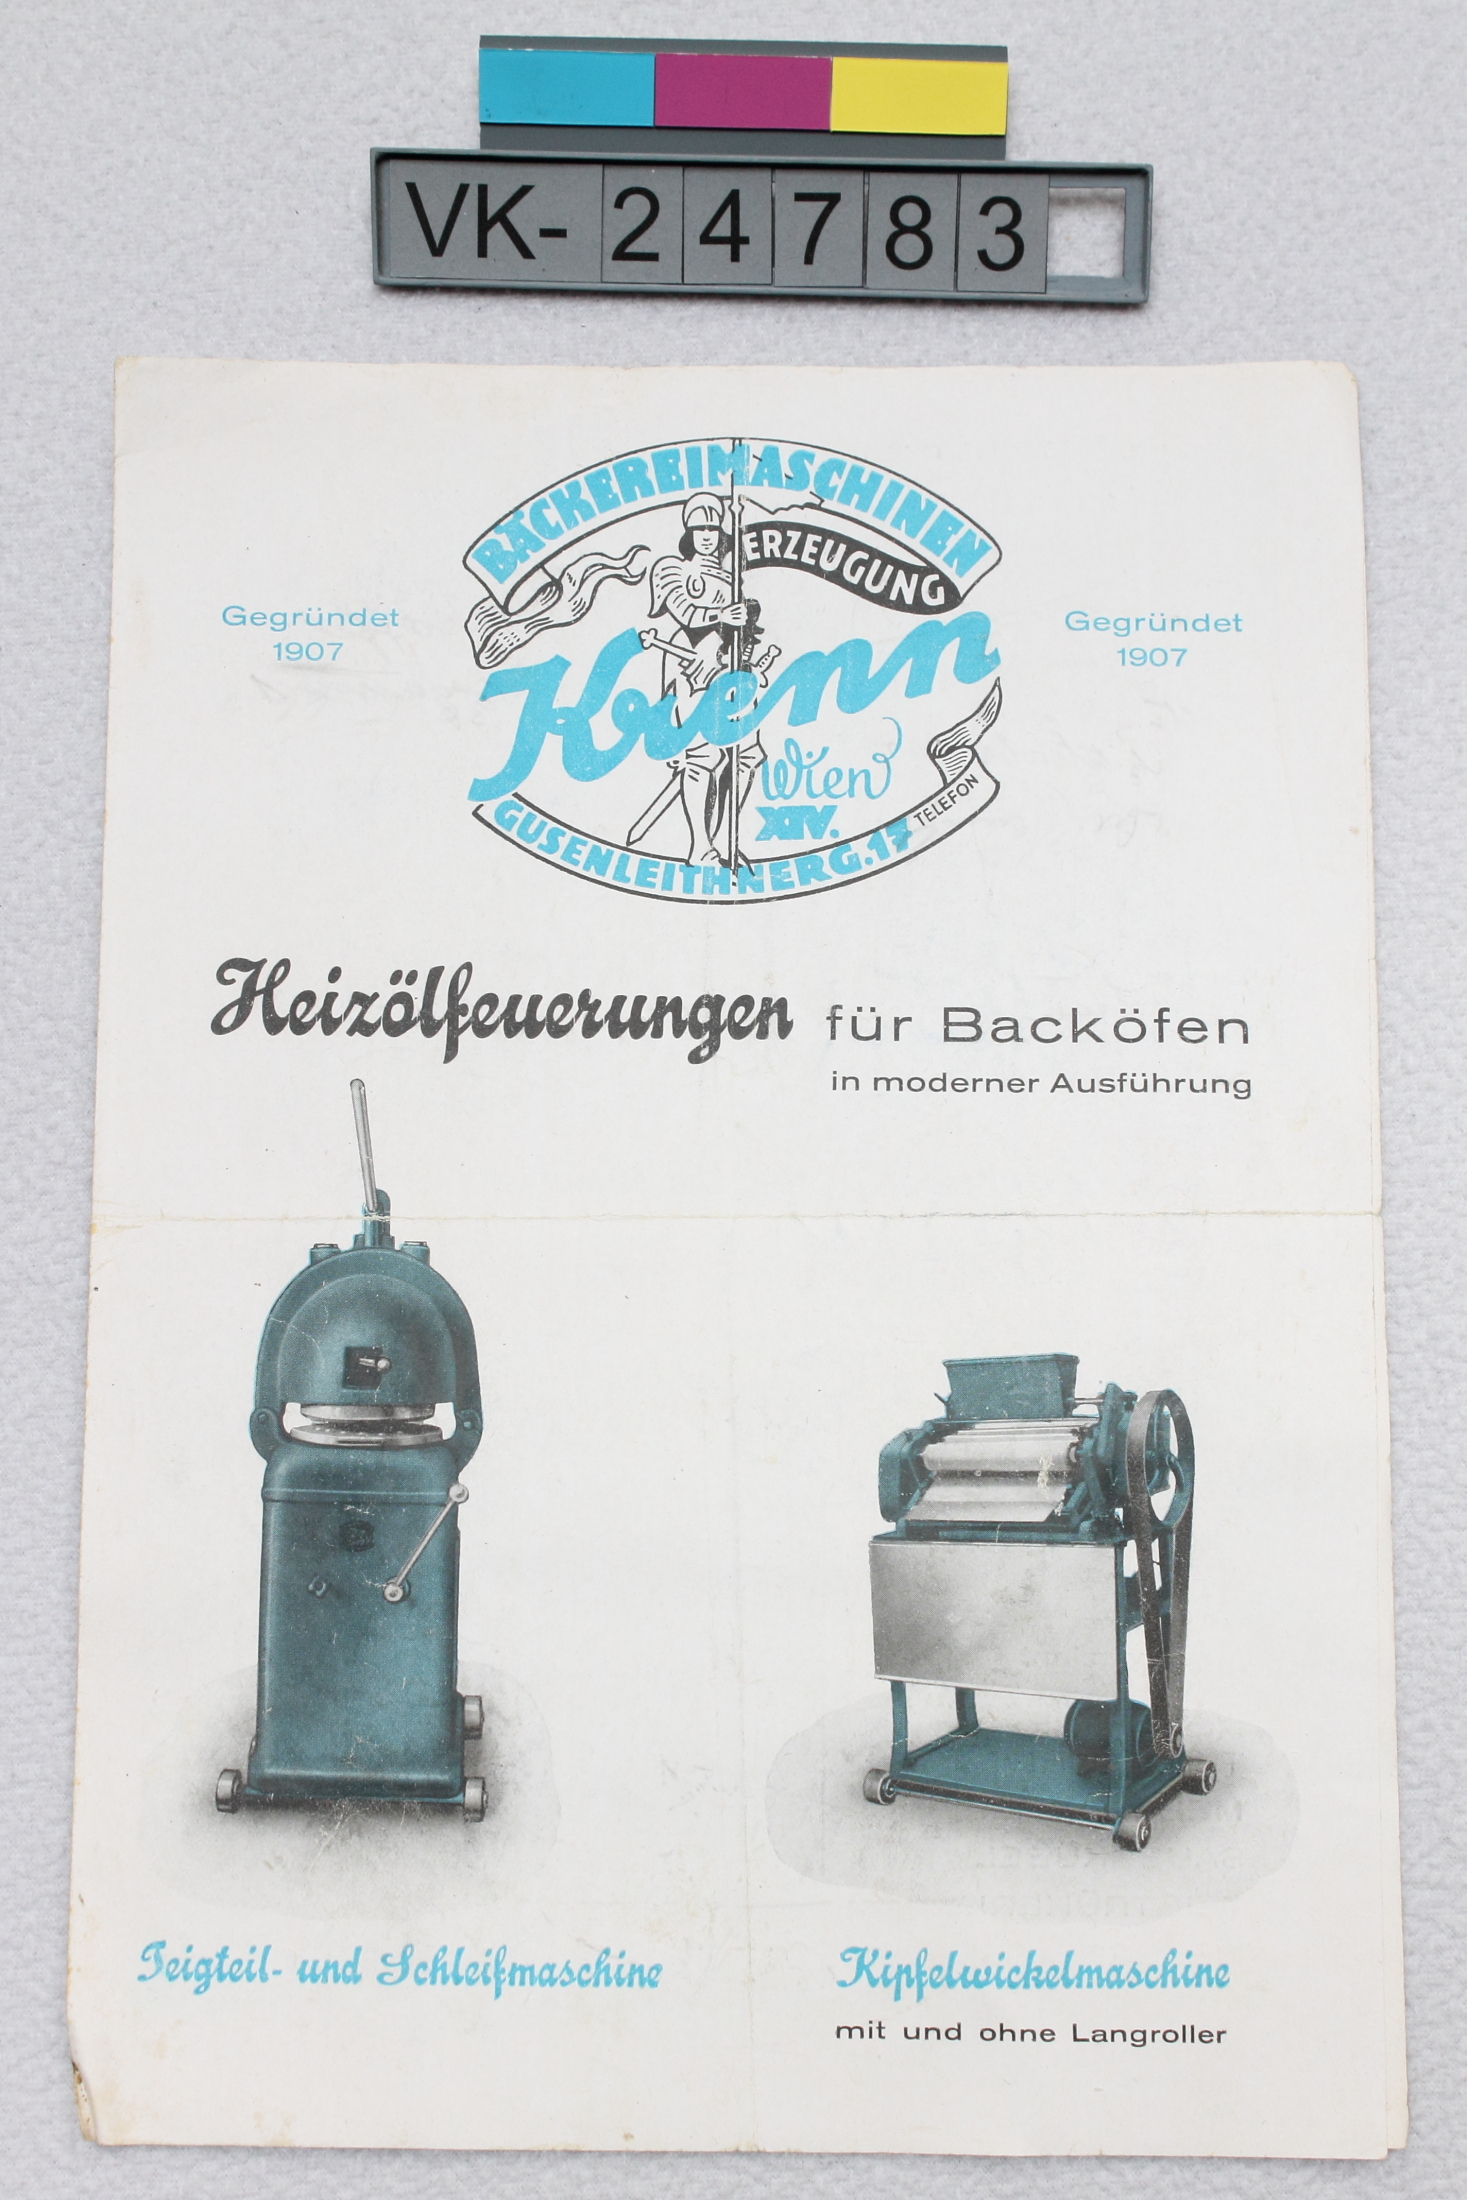 VK-24783
BÄCKEREIMASCHINEN
ERZEUGUNG
Krenn
Wien
XIV.
GUSENLEITHNERG. 17 TELEFON
Gegründet
1907
Gegründet
1907
Heizölfeuerungen für Backöfen
in moderner Ausführung
Teigteil- und Schleifmaschine
Kipfelwickelmaschine
mit und ohne Langroller